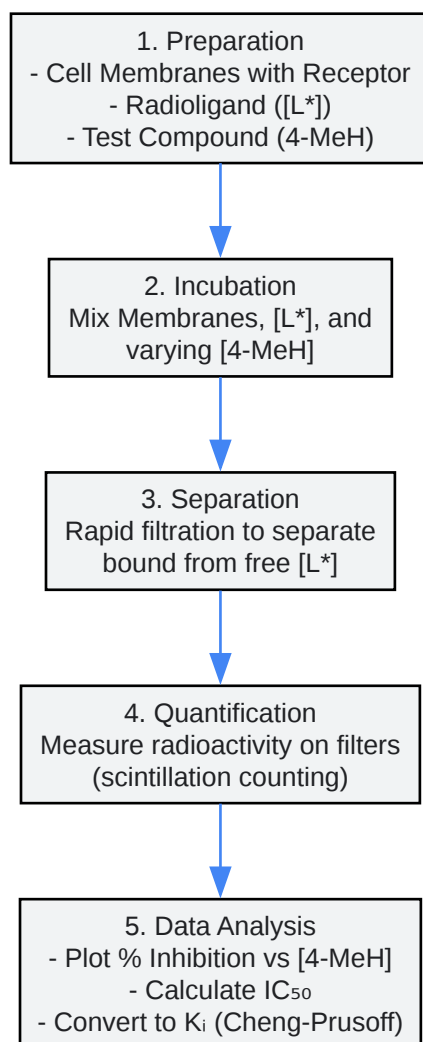 1. Preparation
- Cell Membranes with Receptor
- Radioligand ([L*])
- Test Compound (4-MeH)
2. Incubation
Mix Membranes, [L*], and
varying [4-MeH]
3. Separation
Rapid filtration to separate
bound from free [L*]
4. Quantification
Measure radioactivity on filters
(scintillation counting)
5. Data Analysis
- Plot % Inhibition vs [4-MeH]
- Calculate IC₅₀
- Convert to Kᵢ (Cheng-Prusoff)